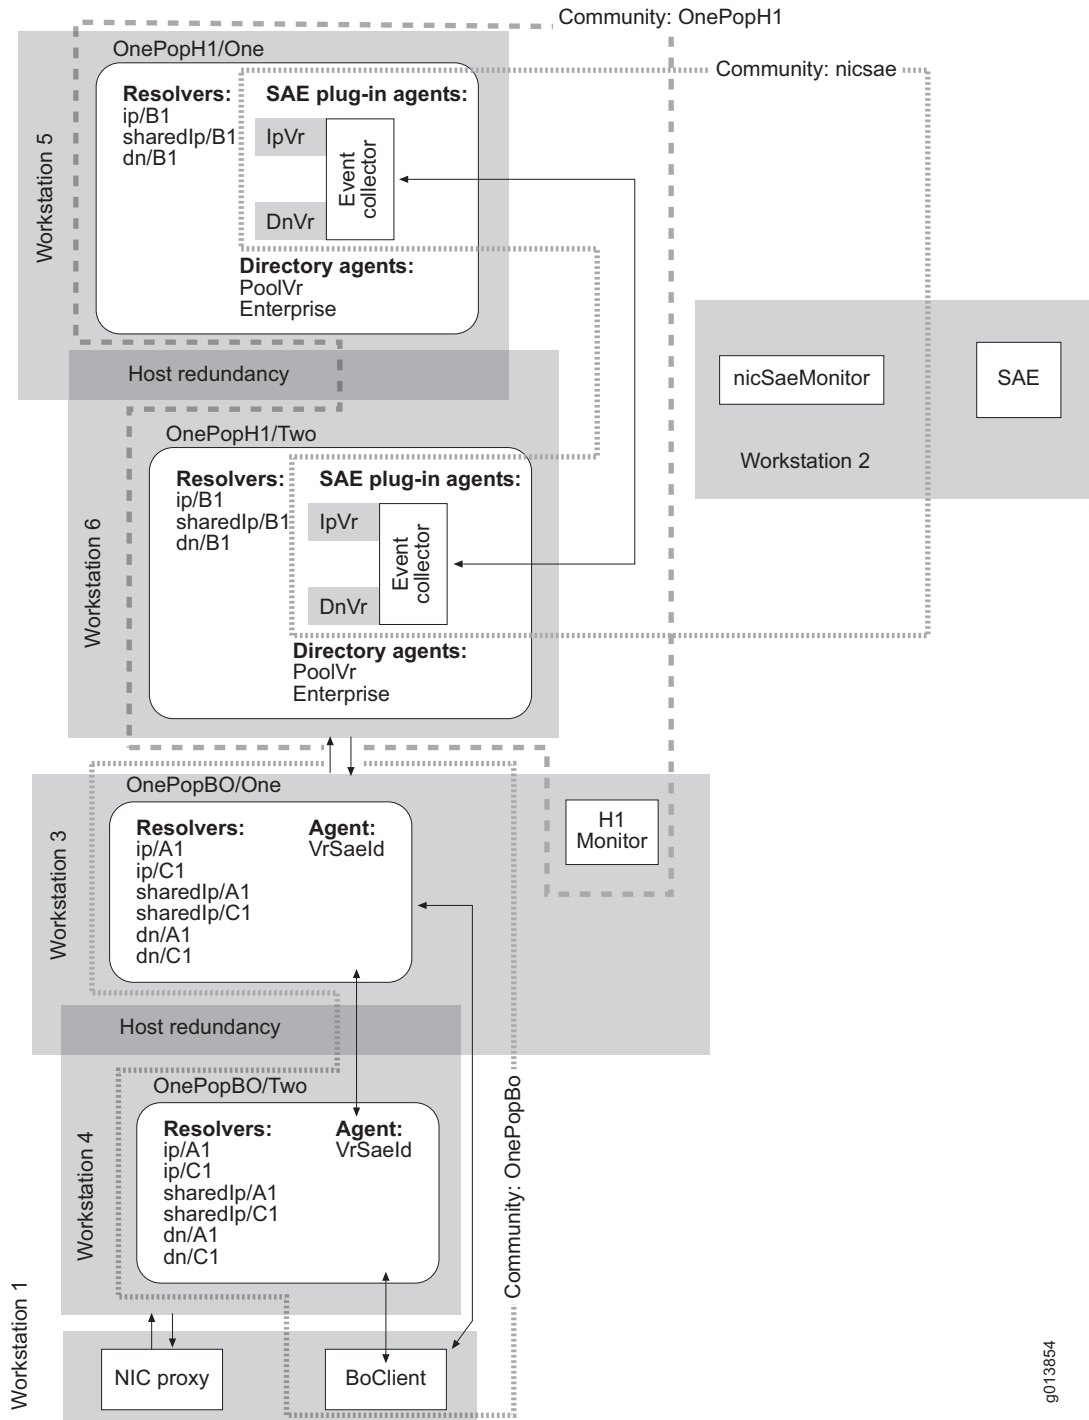 Community: OnePopH1
OnePopH1/One
Community: nicsae
Workstation 5
Resolvers:
ip/B1
sharedIp/B1
dn/B1
SAE plug-in agents:
IpVr
Event
collector
DnVr
Directory agents:
PoolVr
Enterprise
Host redundancy
nicSaeMonitor
SAE
Workstation 2
OnePopH1/Two
Workstation 6
Resolvers:
ip/B1
sharedIp/B1
dn/B1
SAE plug-in agents:
IpVr
Event
collector
DnVr
Directory agents:
PoolVr
Enterprise
OnePopBO/One
Workstation 3
Resolvers:
ip/A1
ip/C1
sharedIp/A1
sharedIp/C1
dn/A1
dn/C1
Agent:
VrSaeId
H1
Monitor
Host redundancy
OnePopBO/Two
Workstation 4
Resolvers:
ip/A1
ip/C1
sharedIp/A1
sharedIp/C1
dn/A1
dn/C1
Agent:
VrSaeId
Community: OnePopBo
Workstation 1
NIC proxy
BoClient
g013854